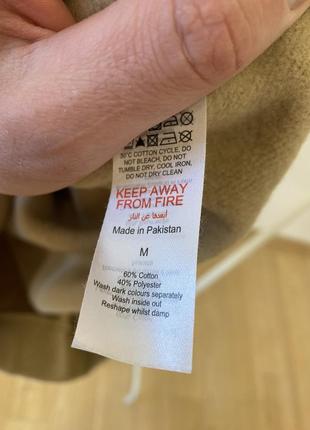 30°C COTTON CYCLE, DO
NOT BLEACH, DO NOT
TUMBLE DRY, COOL IRON,
DO NOT DRY CLEAN
KEEP AWAY
FROM FIRE
أبعدها عن النار
Made in Pakistan
M
60% Cotton
40% Polyester
Wash dark colours separately
Wash inside out
Reshape whilst damp